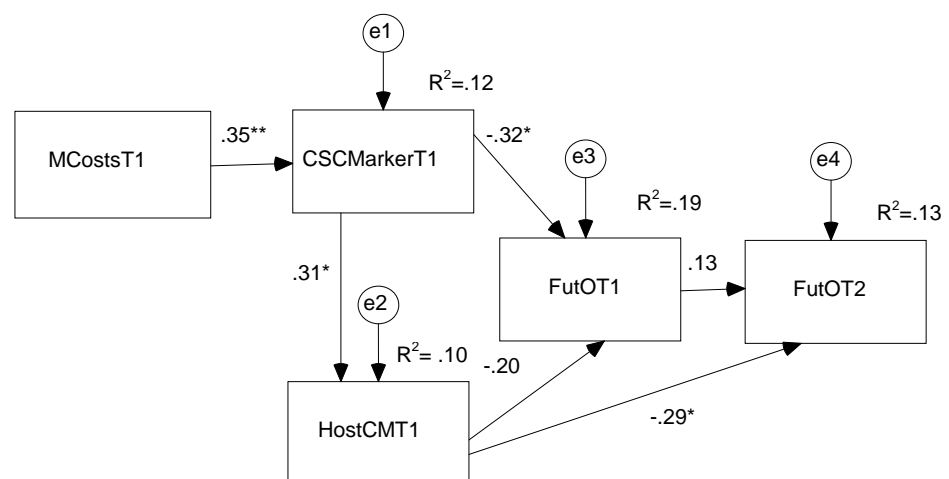 e1
R²=.12
MCostsT1
.35**
CSCMarkerT1
-.32*
e3
e4
R²=.19
R²=.13
.31*
e2
FutOT1
.13
FutOT2
R²= .10
-.20
-.29*
HostCMT1